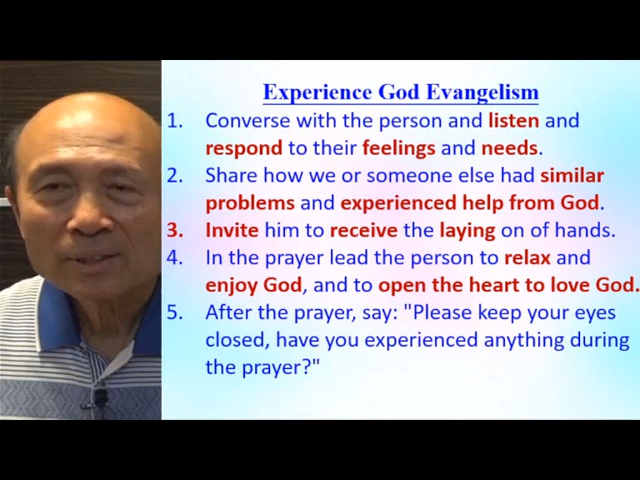 Experience God Evangelism
1. Converse with the person and listen and
respond to their feelings and needs.
2. Share how we or someone else had similar
problems and experienced help from God.
3. Invite him to receive the laying on of hands.
4. In the prayer lead the person to relax and
enjoy God, and to open the heart to love God.
5. After the prayer, say: "Please keep your eyes
closed, have you experienced anything during
the prayer?"